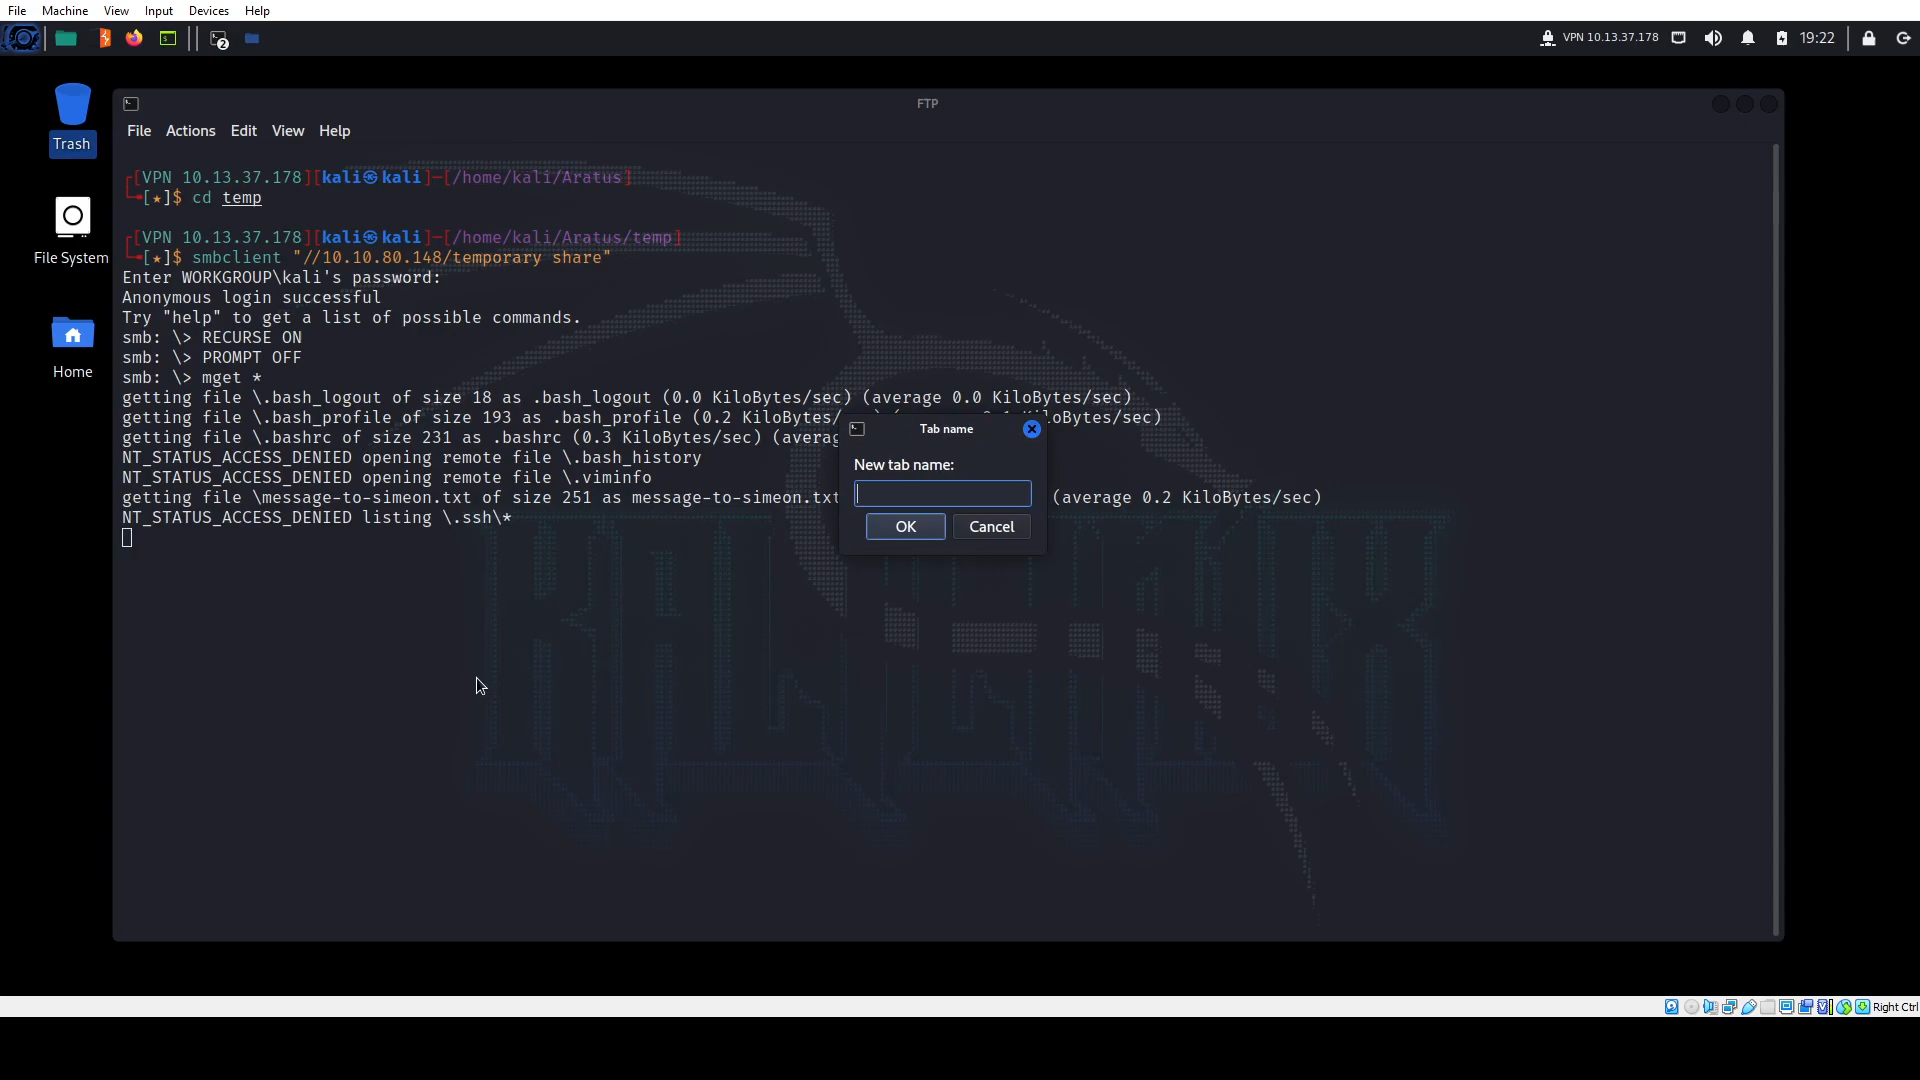 File Machine View Input Devices Help
2 VPN 10.13.37.178 19:22
Trash
File System
Home
FTP
File Actions Edit View Help
┌[VPN 10.13.37.178][kali㉿kali]─[/home/kali/Aratus]
└╼[★]$ cd temp
┌[VPN 10.13.37.178][kali㉿kali]─[/home/kali/Aratus/temp]
└╼[★]$ smbclient "//10.10.80.148/temporary share"
Enter WORKGROUP\kali's password:
Anonymous login successful
Try "help" to get a list of possible commands.
smb: \> RECURSE ON
smb: \> PROMPT OFF
smb: \> mget *
getting file \.bash_logout of size 18 as .bash_logout (0.0 KiloBytes/sec) (average 0.0 KiloBytes/sec)
getting file \.bash_profile of size 193 as .bash_profile (0.2 KiloBytes/ KiloBytes/sec)
getting file \.bashrc of size 231 as .bashrc (0.3 KiloBytes/sec) (averag
NT_STATUS_ACCESS_DENIED opening remote file \.bash_history
NT_STATUS_ACCESS_DENIED opening remote file \.viminfo
getting file \message-to-simeon.txt of size 251 as message-to-simeon.txt (average 0.2 KiloBytes/sec)
NT_STATUS_ACCESS_DENIED listing \.ssh\*
Tab name
New tab name:
OK Cancel
KALI LINUX
Right Ctrl